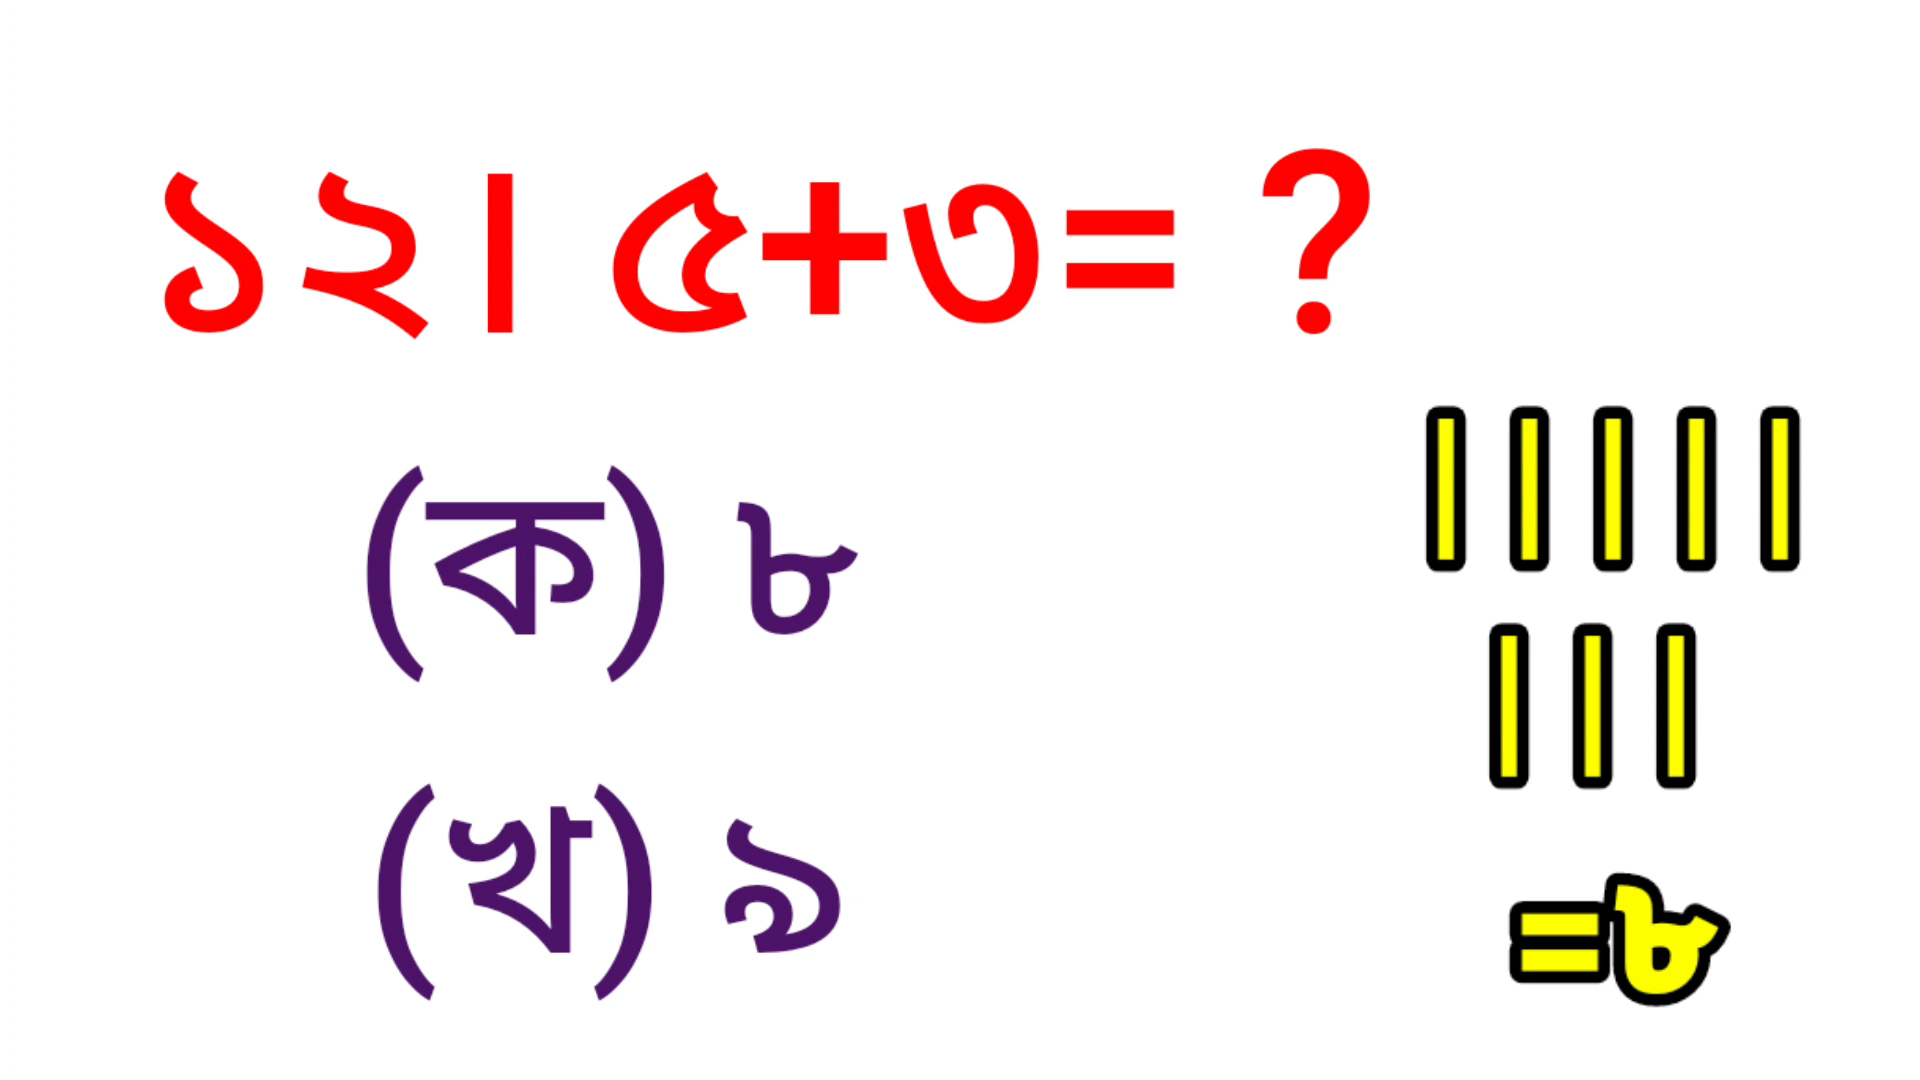 ১২। ৫+৩= ?
(ক) ৮
(খ) ৯
| | | | |
| | |
=৮